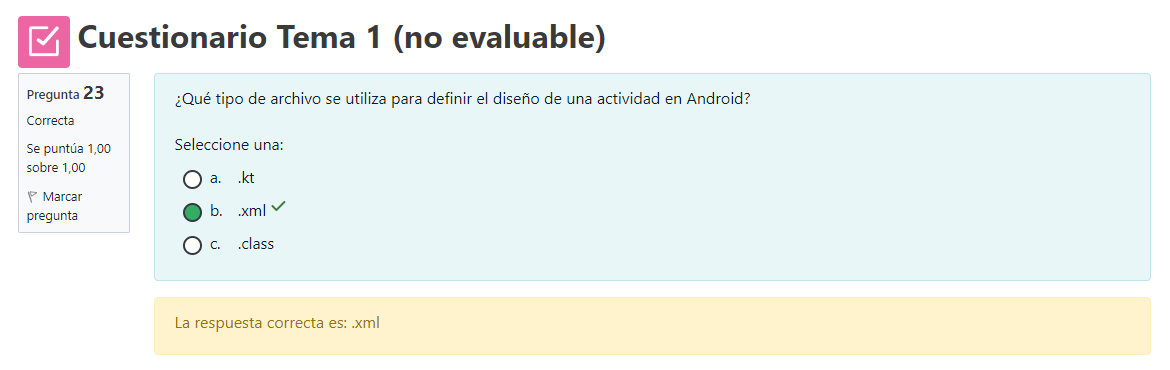 Cuestionario Tema 1 (no evaluable)
Pregunta 23
Correcta
Se puntúa 1,00
sobre 1,00
Marcar
pregunta
¿Qué tipo de archivo se utiliza para definir el diseño de una actividad en Android?
Seleccione una:
a. .kt
b. .xml
c. .class
La respuesta correcta es: .xml